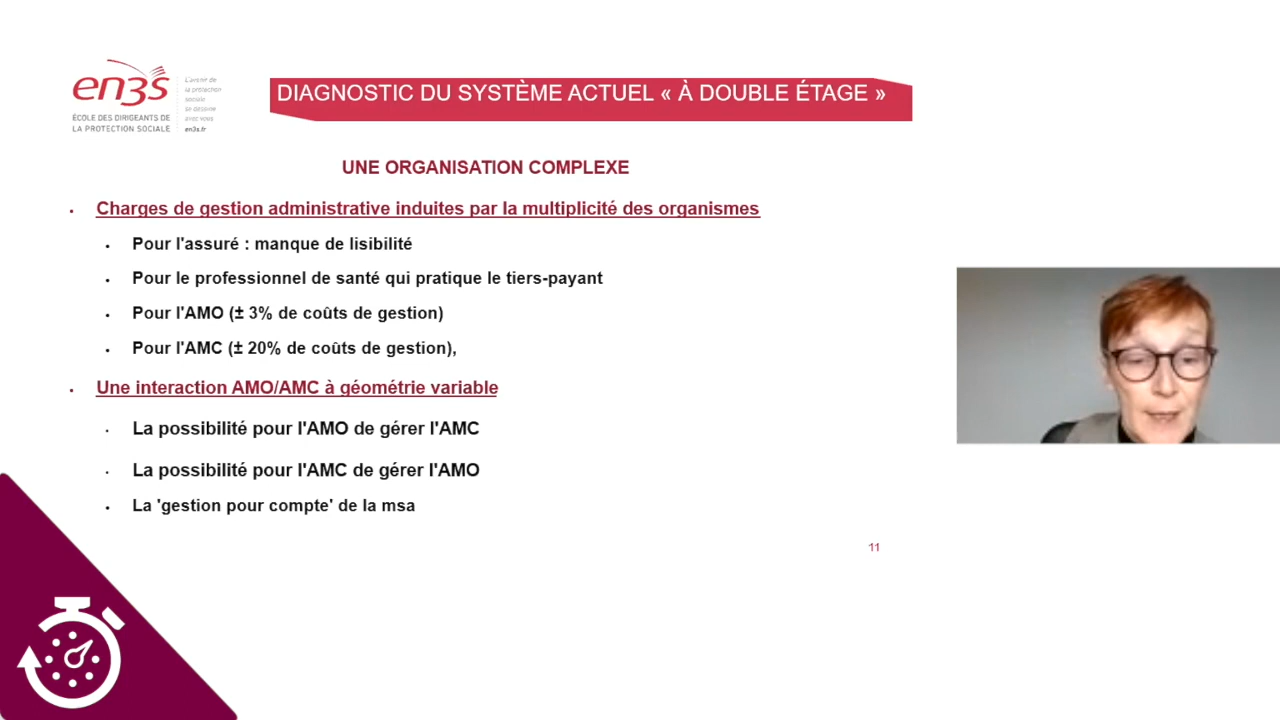 en3s
ÉCOLE DES DIRIGEANTS DE
LA PROTECTION SOCIALE
L'avenir de
la protection
sociale
se dessine
avec vous
en3s.fr
DIAGNOSTIC DU SYSTÈME ACTUEL « À DOUBLE ÉTAGE »
UNE ORGANISATION COMPLEXE
• Charges de gestion administrative induites par la multiplicité des organismes
• Pour l'assuré : manque de lisibilité
• Pour le professionnel de santé qui pratique le tiers-payant
• Pour l'AMO (± 3% de coûts de gestion)
• Pour l'AMC (± 20% de coûts de gestion),
• Une interaction AMO/AMC à géométrie variable
• La possibilité pour l'AMO de gérer l'AMC
• La possibilité pour l'AMC de gérer l'AMO
• La 'gestion pour compte' de la msa
11